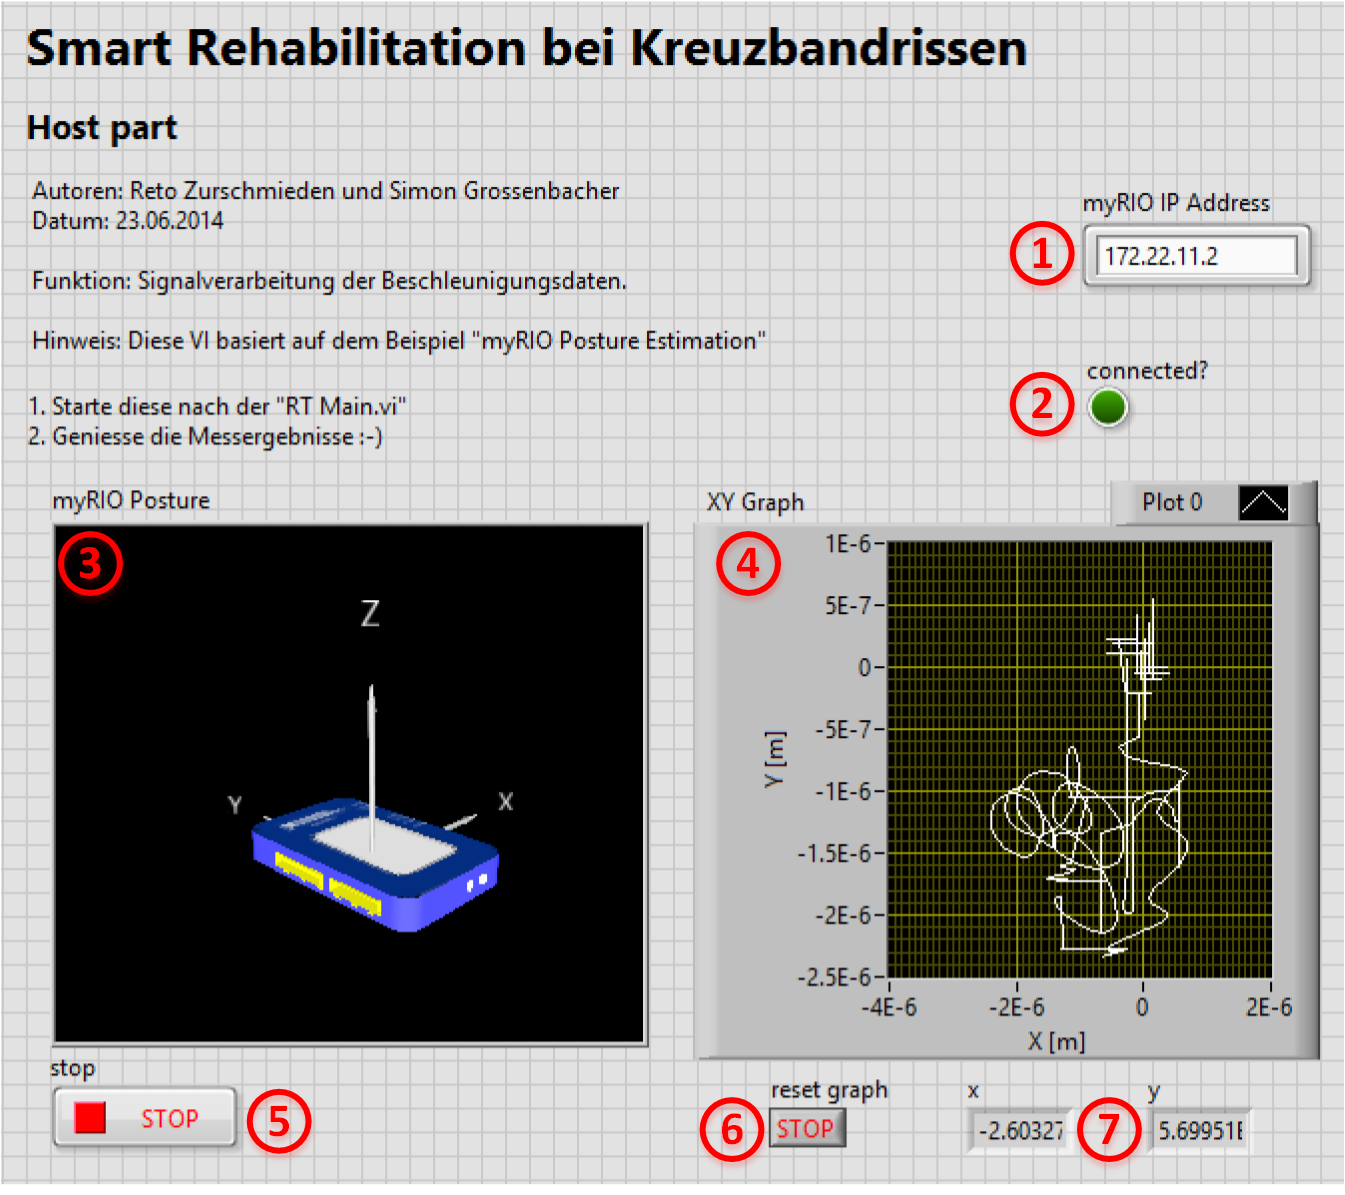 Smart Rehabilitation bei Kreuzbandrissen
Host part
Autoren: Reto Zurschmieden und Simon Grossenbacher
Datum: 23.06.2014
Funktion: Signalverarbeitung der Beschleunigungsdaten.
Hinweis: Diese VI basiert auf dem Beispiel "myRIO Posture Estimation"
1. Starte diese nach der "RT Main.vi"
2. Geniesse die Messergebnisse :-)
myRIO IP Address
1
172.22.11.2
connected?
2
myRIO Posture
3
Z
Y
X
XY Graph
Plot 0
4
1E-6
5E-7
0
-5E-7
-1E-6
-1.5E-6
-2E-6
-2.5E-6
Y [m]
-4E-6 -2E-6 0 2E-6
X [m]
stop
STOP
5
reset graph
6
STOP
x
-2.60327
7
y
5.69951E